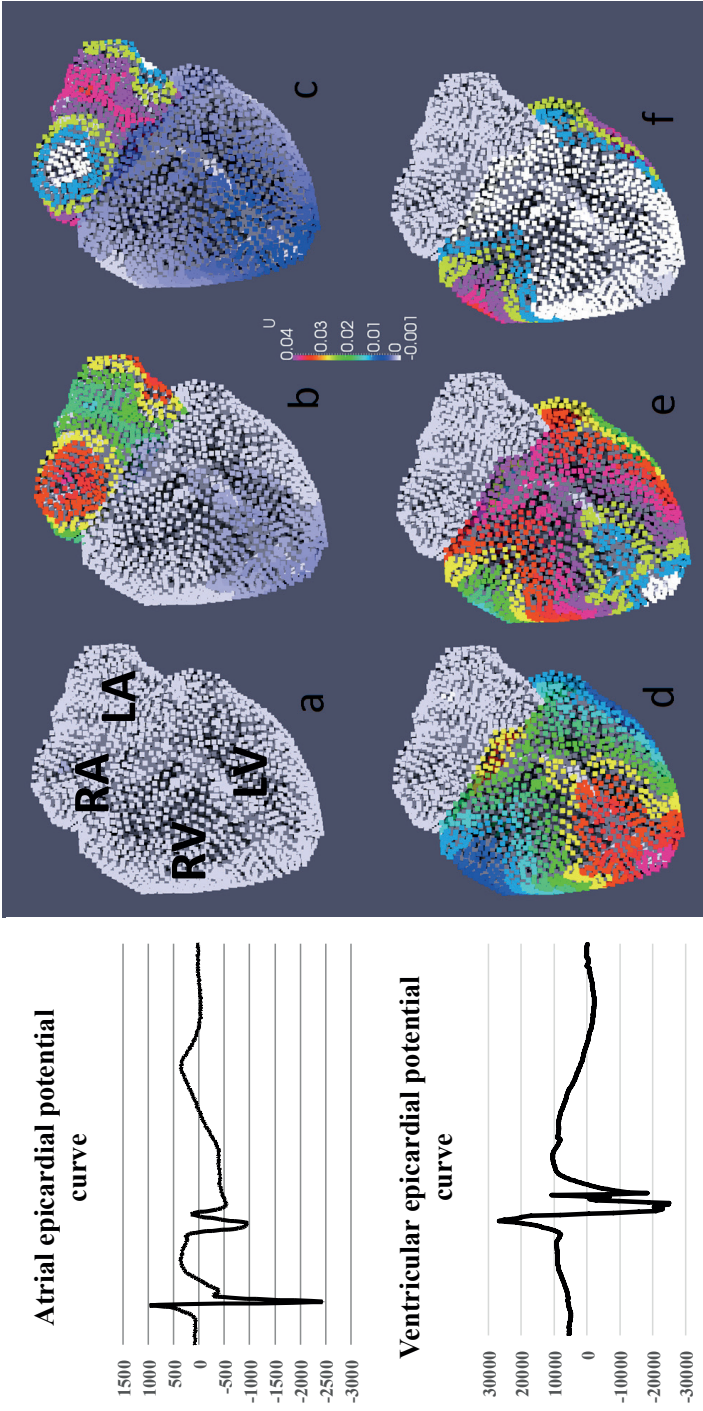 Atrial epicardial potential
curve
1500
1000
500
0
-500
-1000
-1500
-2000
-2500
-3000
Ventricular epicardial potential
curve
30000
20000
10000
0
-10000
-20000
-30000
RA
LA
RV
LV
a
b
c
U
0.04
0.03
0.02
0.01
0
-0.001
d
e
f